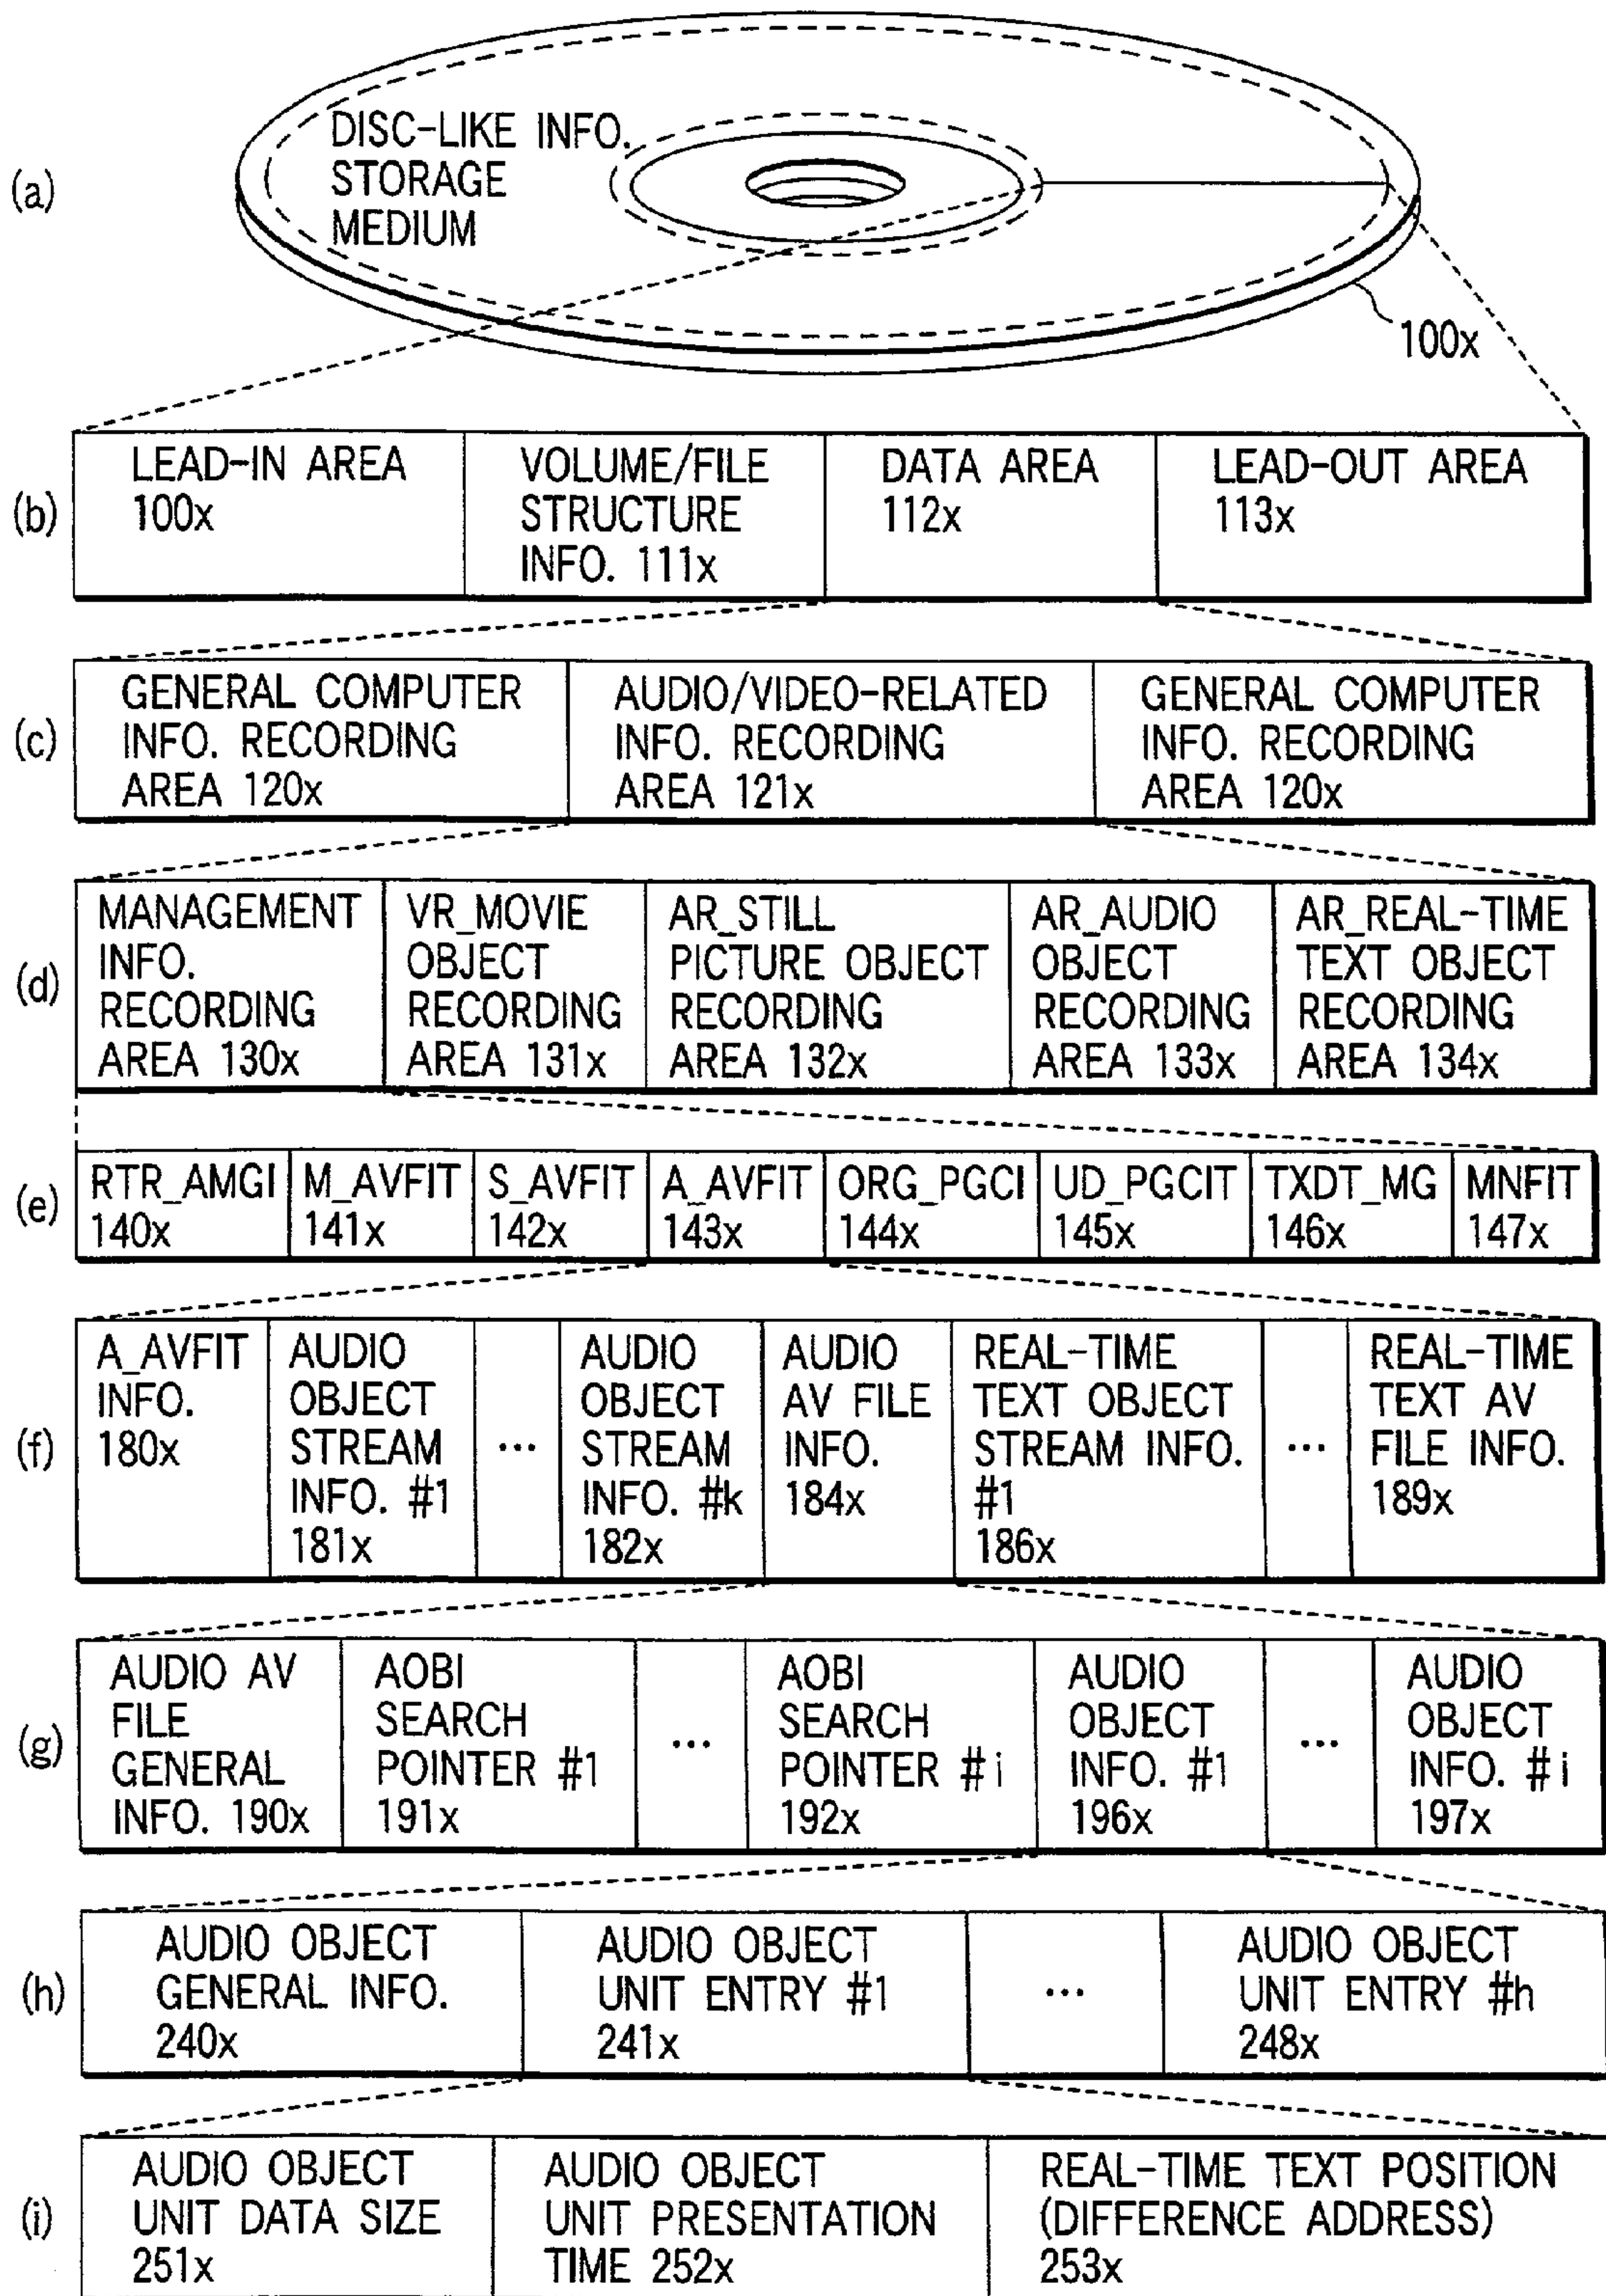 (a)
DISC-LIKE INFO.
STORAGE
MEDIUM
100x
(b)
LEAD-IN AREA
100x
VOLUME/FILE
STRUCTURE
INFO. 111x
DATA AREA
112x
LEAD-OUT AREA
113x
(c)
GENERAL COMPUTER
INFO. RECORDING
AREA 120x
AUDIO/VIDEO-RELATED
INFO. RECORDING
AREA 121x
GENERAL COMPUTER
INFO. RECORDING
AREA 120x
(d)
MANAGEMENT
INFO.
RECORDING
AREA 130x
VR_MOVIE
OBJECT
RECORDING
AREA 131x
AR_STILL
PICTURE OBJECT
RECORDING
AREA 132x
AR_AUDIO
OBJECT
RECORDING
AREA 133x
AR_REAL-TIME
TEXT OBJECT
RECORDING
AREA 134x
(e)
RTR_AMGI
140x
M_AVFIT
141x
S_AVFIT
142x
A_AVFIT
143x
ORG_PGCI
144x
UD_PGCIT
145x
TXDT_MG
146x
MNFIT
147x
(f)
A_AVFIT
INFO.
180x
AUDIO
OBJECT
STREAM
INFO. #1
181x
...
AUDIO
OBJECT
STREAM
INFO. #k
182x
AUDIO
AV FILE
INFO.
184x
REAL-TIME
TEXT OBJECT
STREAM INFO.
#1
186x
...
REAL-TIME
TEXT AV
FILE INFO.
189x
(g)
AUDIO AV
FILE
GENERAL
INFO. 190x
AOBI
SEARCH
POINTER #1
191x
...
AOBI
SEARCH
POINTER #i
192x
AUDIO
OBJECT
INFO. #1
196x
...
AUDIO
OBJECT
INFO. #i
197x
(h)
AUDIO OBJECT
GENERAL INFO.
240x
AUDIO OBJECT
UNIT ENTRY #1
241x
...
AUDIO OBJECT
UNIT ENTRY #h
248x
(i)
AUDIO OBJECT
UNIT DATA SIZE
251x
AUDIO OBJECT
UNIT PRESENTATION
TIME 252x
REAL-TIME TEXT POSITION
(DIFFERENCE ADDRESS)
253x